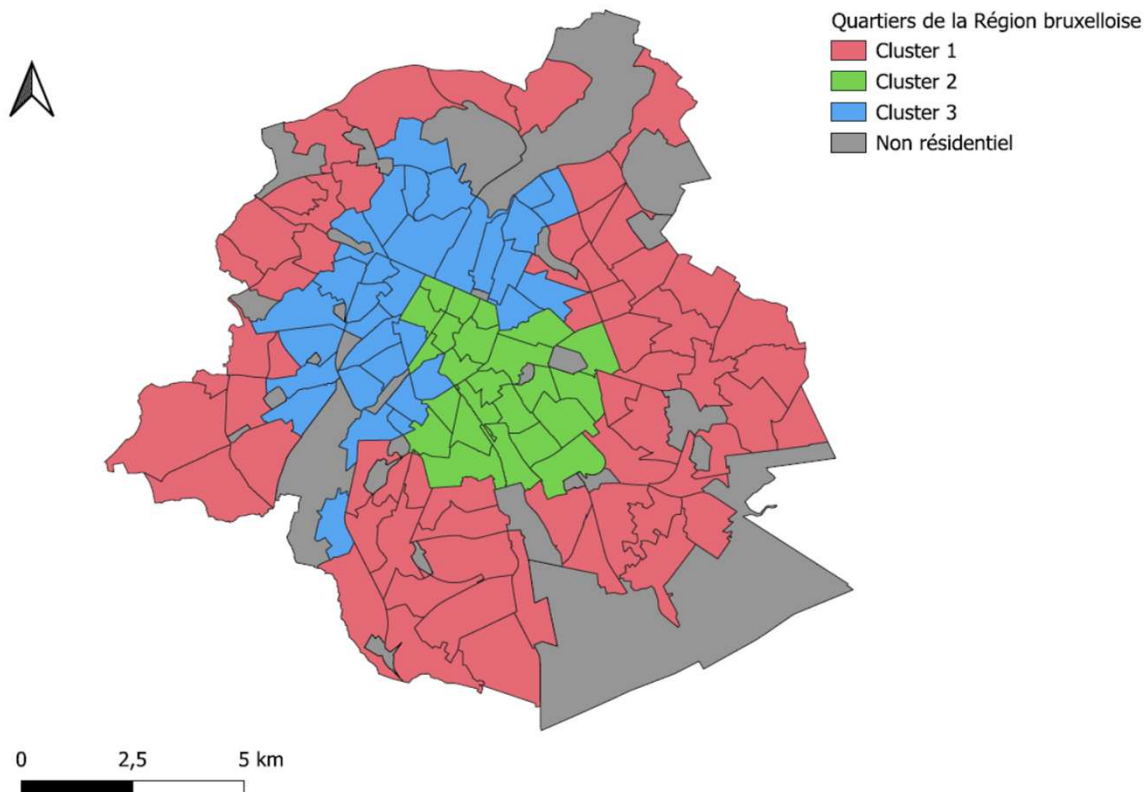 Quartiers de la Région bruxelloise
Cluster 1
Cluster 2
Cluster 3
Non résidentiel
0 2,5 5 km